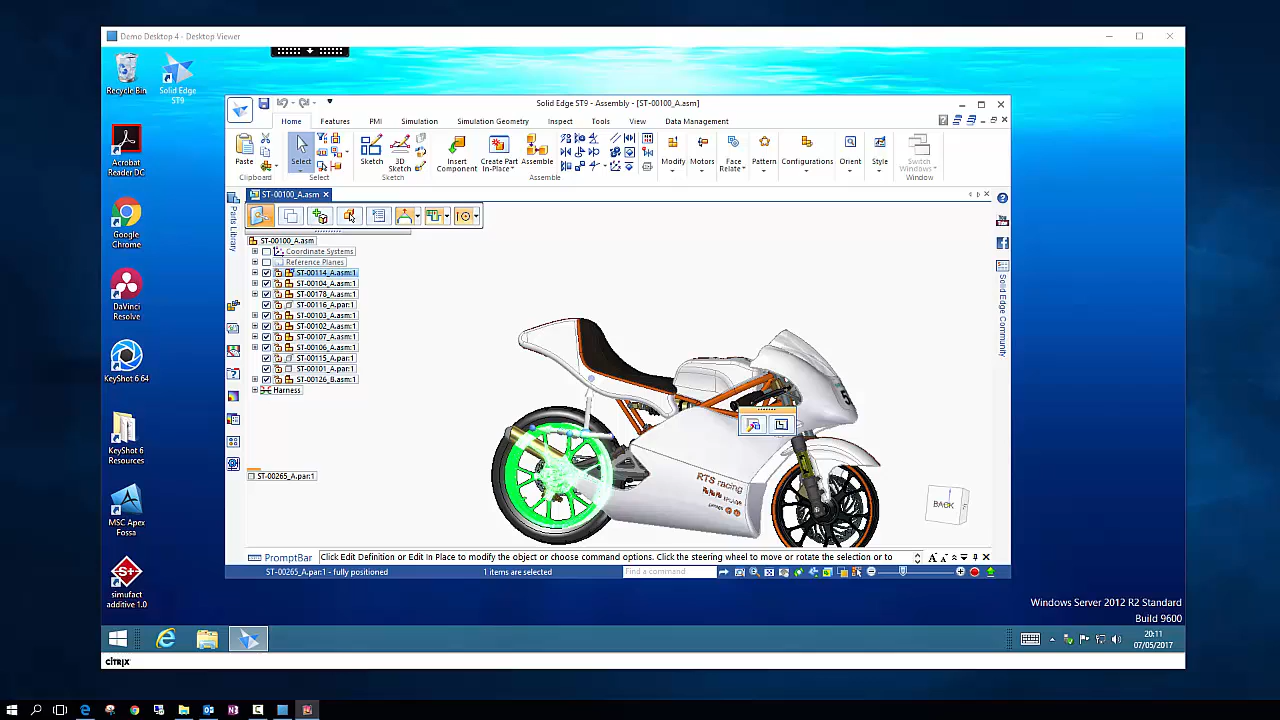 Demo Desktop 4 - Desktop Viewer
Recycle Bin
Solid Edge ST9
Acrobat Reader DC
Google Chrome
DaVinci Resolve
KeyShot 6 64
KeyShot 6 Resources
MSC Apex Fossa
simufact additive 1.0
Solid Edge ST9 - Assembly - [ST-00100_A.asm]
Home Features PMI Simulation Simulation Geometry Inspect Tools View Data Management
Paste
Select
Sketch
3D Sketch
Insert Component
Create Part In-Place
Assemble
Modify
Motors
Face Relate
Pattern
Configurations
Orient
Style
Switch Windows
Clipboard Select Sketch Assemble Window
ST-00100_A.asm
Parts Library
ST-00100_A.asm
Coordinate Systems
Reference Planes
ST-00114_A.asm:1
ST-00104_A.asm:1
ST-00178_A.asm:1
ST-00116_A.par:1
ST-00103_A.asm:1
ST-00102_A.asm:1
ST-00107_A.asm:1
ST-00106_A.asm:1
ST-00115_A.par:1
ST-00101_A.par:1
ST-00126_B.asm:1
Harness
ST-00265_A.par:1
RTS racing
5
BACK
You
Solid Edge Community
PromptBar
Click Edit Definition or Edit In Place to modify the object or choose command options. Click the steering wheel to move or rotate the selection or to
ST-00265_A.par:1 - fully positioned
1 items are selected
Find a command
Windows Server 2012 R2 Standard
Build 9600
20:11
07/05/2017
CITRIX